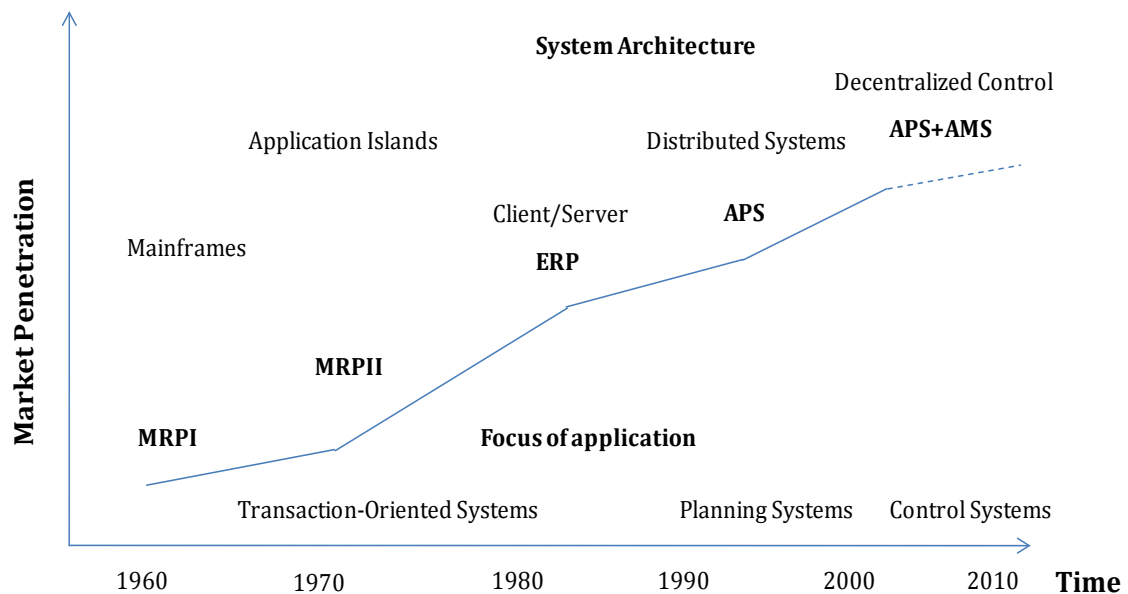 System Architecture
Decentralized Control
APS+AMS
Application Islands
Distributed Systems
Client/Server
APS
Mainframes
ERP
MRPII
MRPI
Focus of application
Transaction-Oriented Systems
Planning Systems
Control Systems
Market Penetration
1960
1970
1980
1990
2000
2010
Time